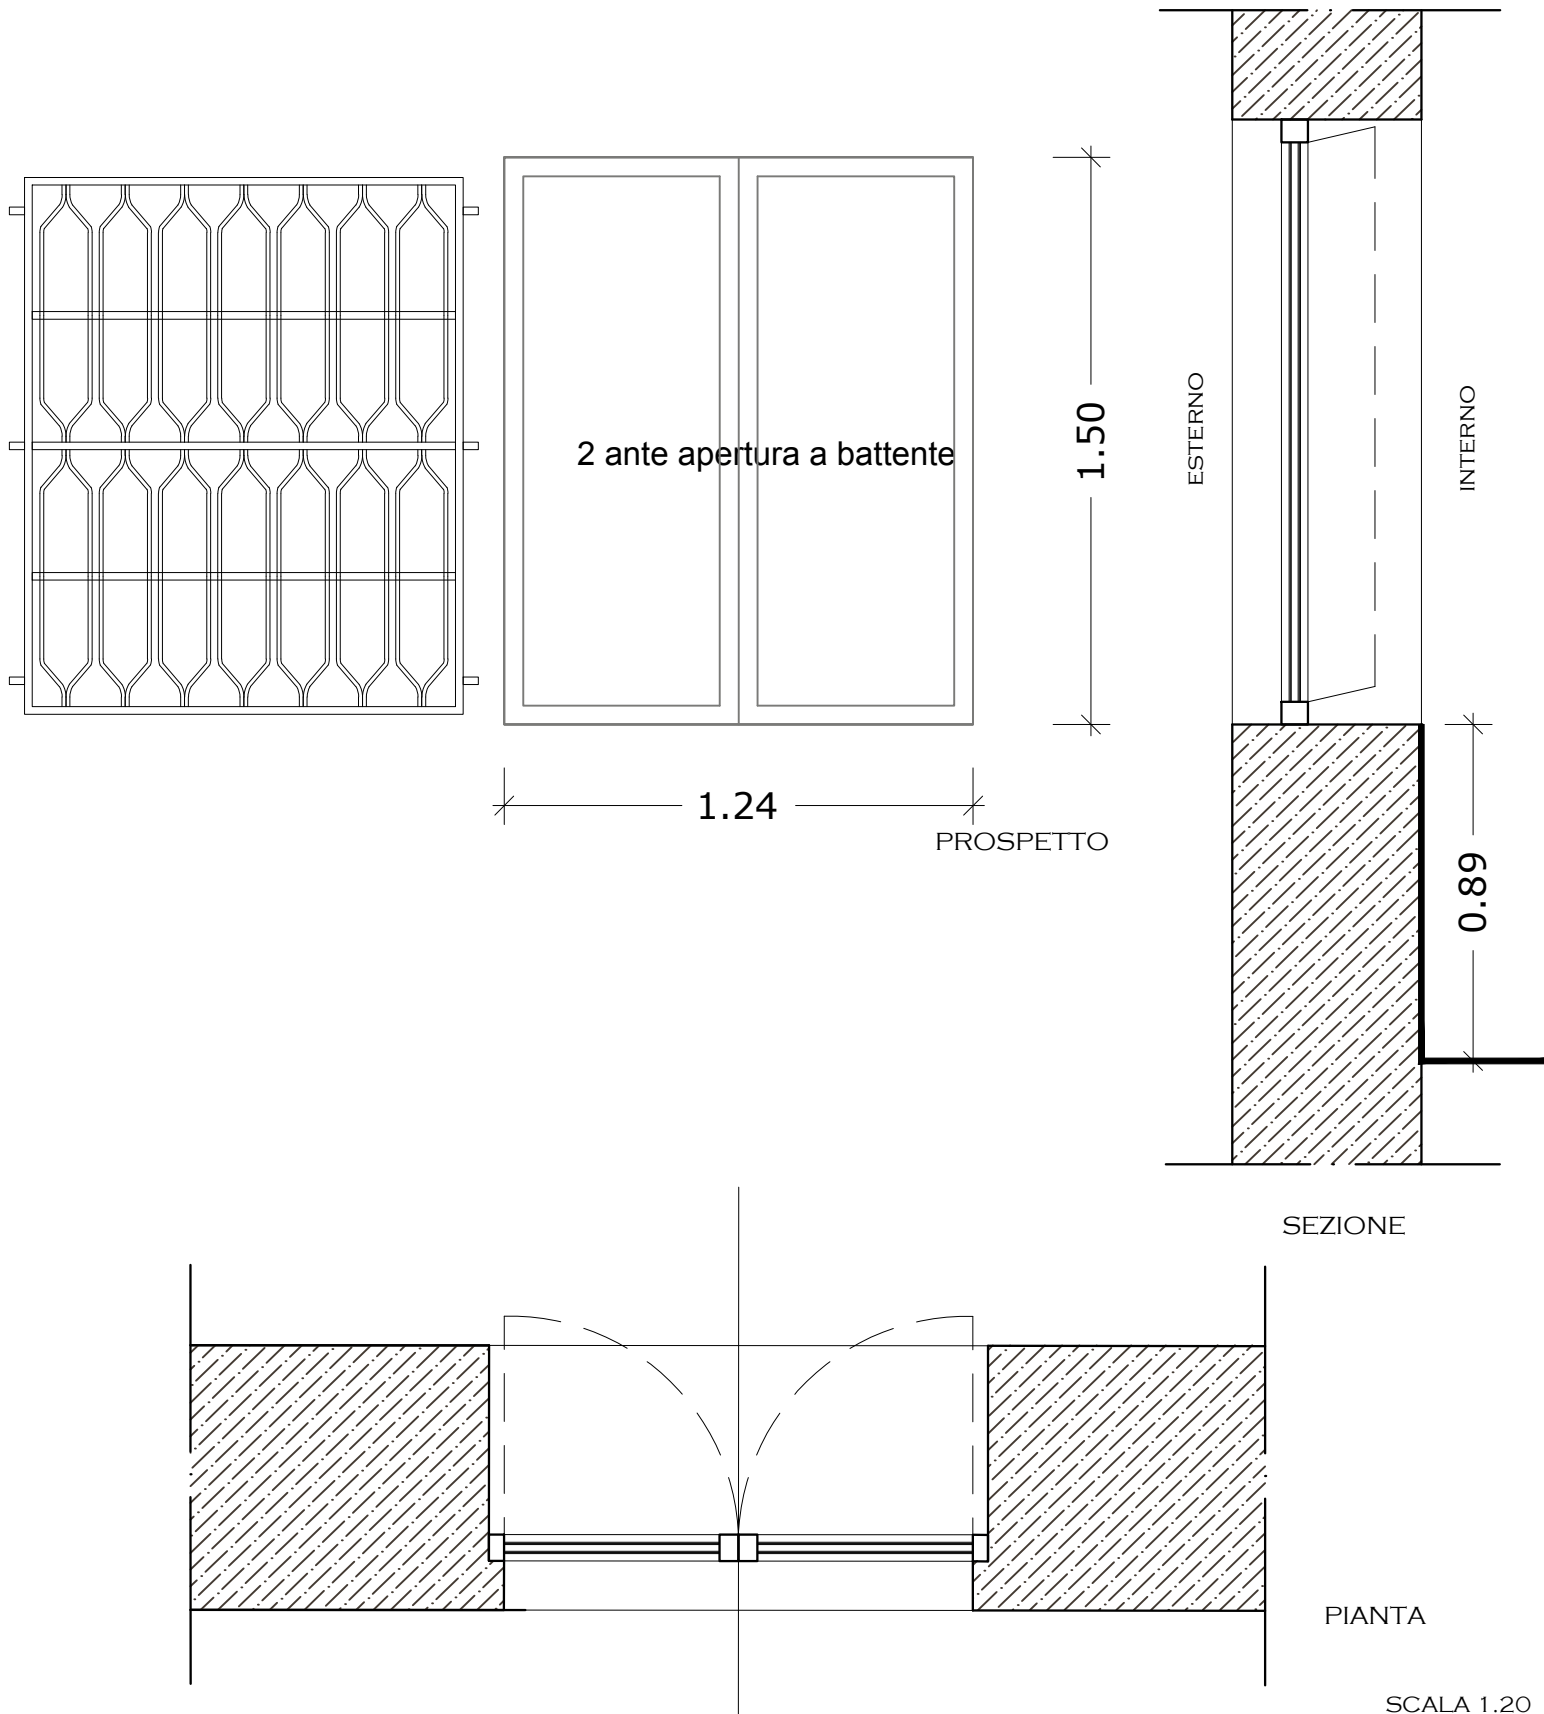 2 ante apertura a battente
1.50
ESTERNO
INTERNO
1.24
PROSPETTO
0.89
SEZIONE
PIANTA
SCALA 1.20